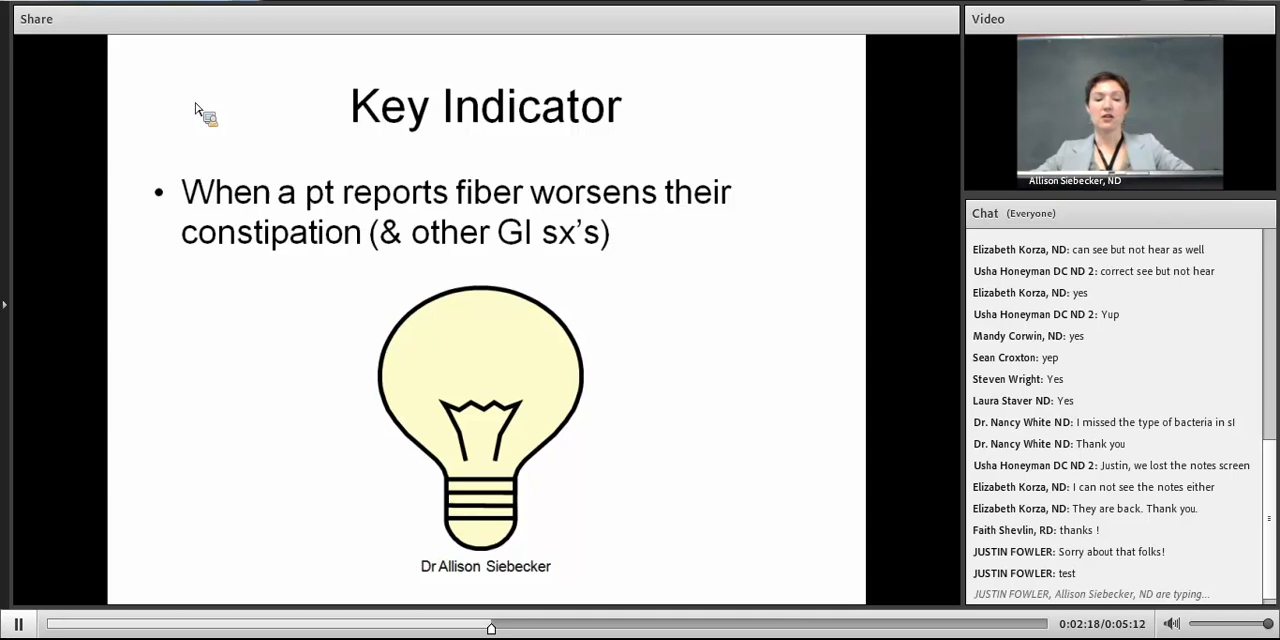 Share
Key Indicator
• When a pt reports fiber worsens their
constipation (& other GI sx's)
Dr Allison Siebecker
Video
Allison Siebecker, ND
Chat (Everyone)
Elizabeth Korza, ND: can see but not hear as well
Usha Honeyman DC ND 2: correct see but not hear
Elizabeth Korza, ND: yes
Usha Honeyman DC ND 2: Yup
Mandy Corwin, ND: yes
Sean Croxton: yep
Steven Wright: Yes
Laura Staver ND: Yes
Dr. Nancy White ND: I missed the type of bacteria in sI
Dr. Nancy White ND: Thank you
Usha Honeyman DC ND 2: Justin, we lost the notes screen
Elizabeth Korza, ND: I can not see the notes either
Elizabeth Korza, ND: They are back. Thank you.
Faith Shevlin, RD: thanks !
JUSTIN FOWLER: Sorry about that folks!
JUSTIN FOWLER: test
JUSTIN FOWLER, Allison Siebecker, ND are typing...
0:02:18/0:05:12